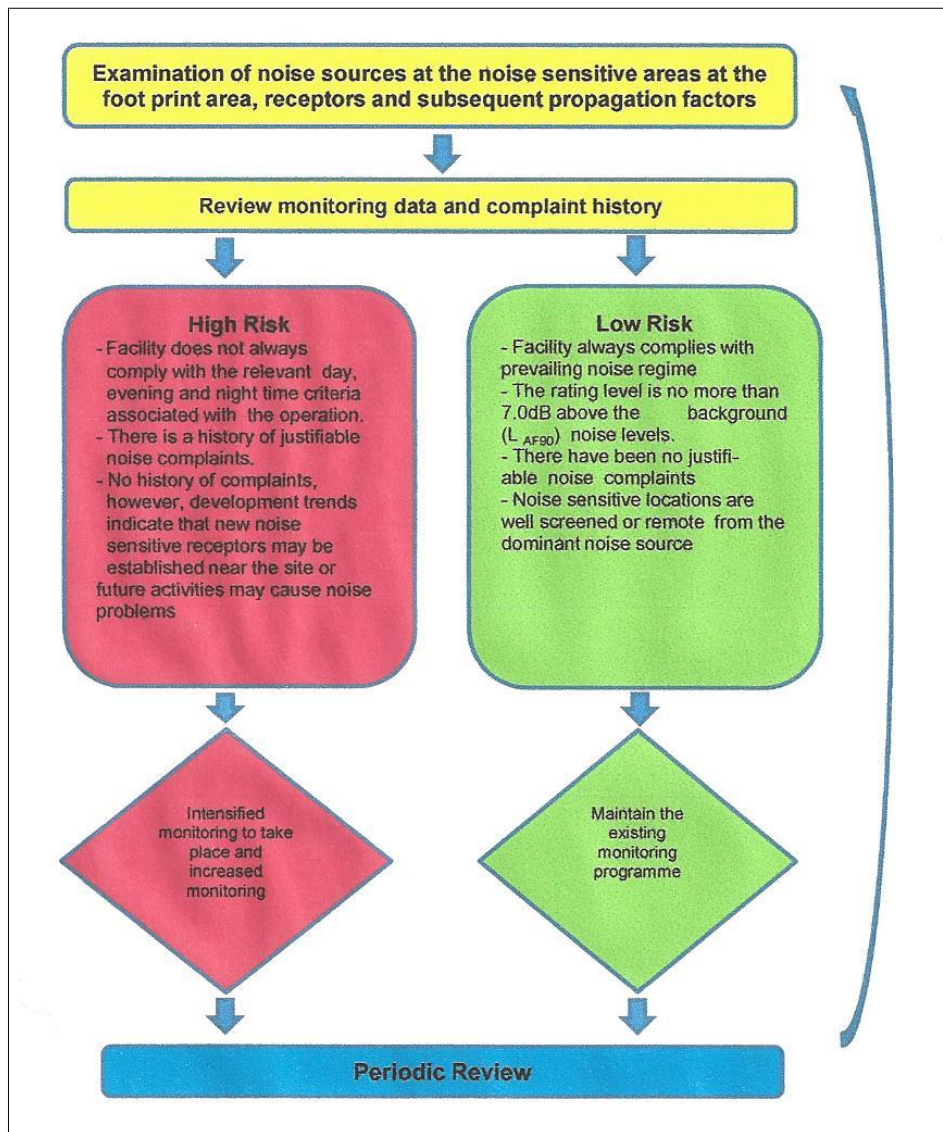 Examination of noise sources at the noise sensitive areas at the
foot print area, receptors and subsequent propagation factors
Review monitoring data and complaint history
High Risk
- Facility does not always
comply with the relevant day,
evening and night time criteria
associated with the operation.
- There is a history of justifiable
noise complaints.
- No history of complaints,
however, development trends
indicate that new noise
sensitive receptors may be
established near the site or
future activities may cause noise
problems
Low Risk
- Facility always complies with
prevailing noise regime
- The rating level is no more than
7.0dB above the background
(L AF90) noise levels.
- There have been no justifi-
able noise complaints
- Noise sensitive locations are
well screened or remote from the
dominant noise source
Intensified
monitoring to take
place and
increased
monitoring
Maintain the
existing
monitoring
programme
Periodic Review